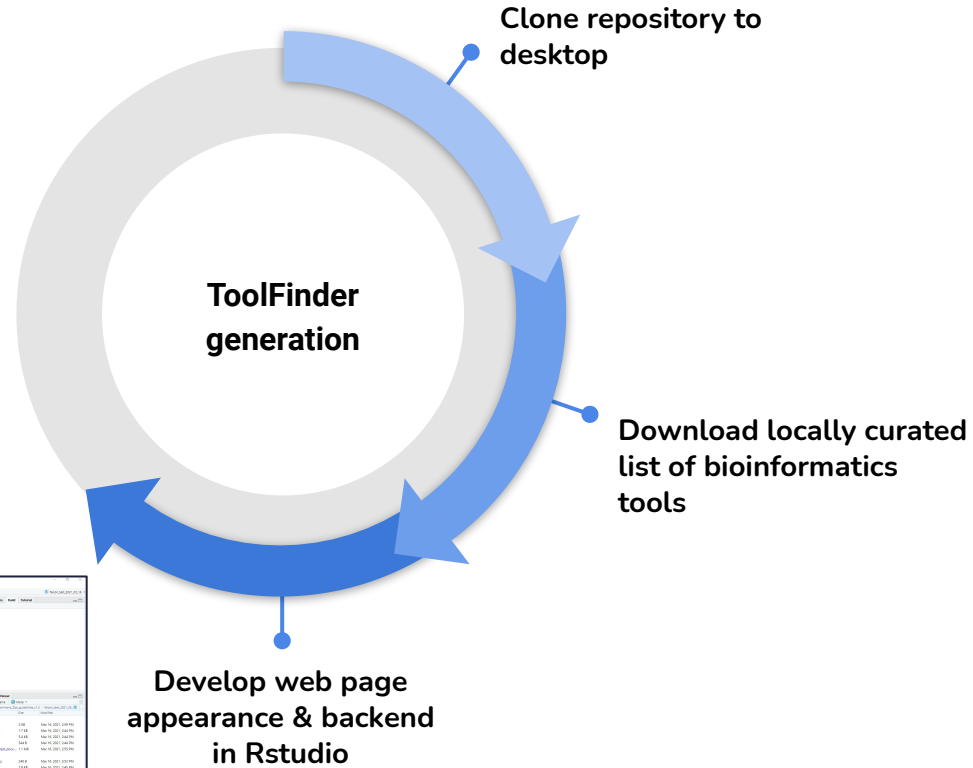 Clone repository to
desktop
ToolFinder
generation
Download locally curated
list of bioinformatics
tools
Develop web page
appearance & backend
in Rstudio